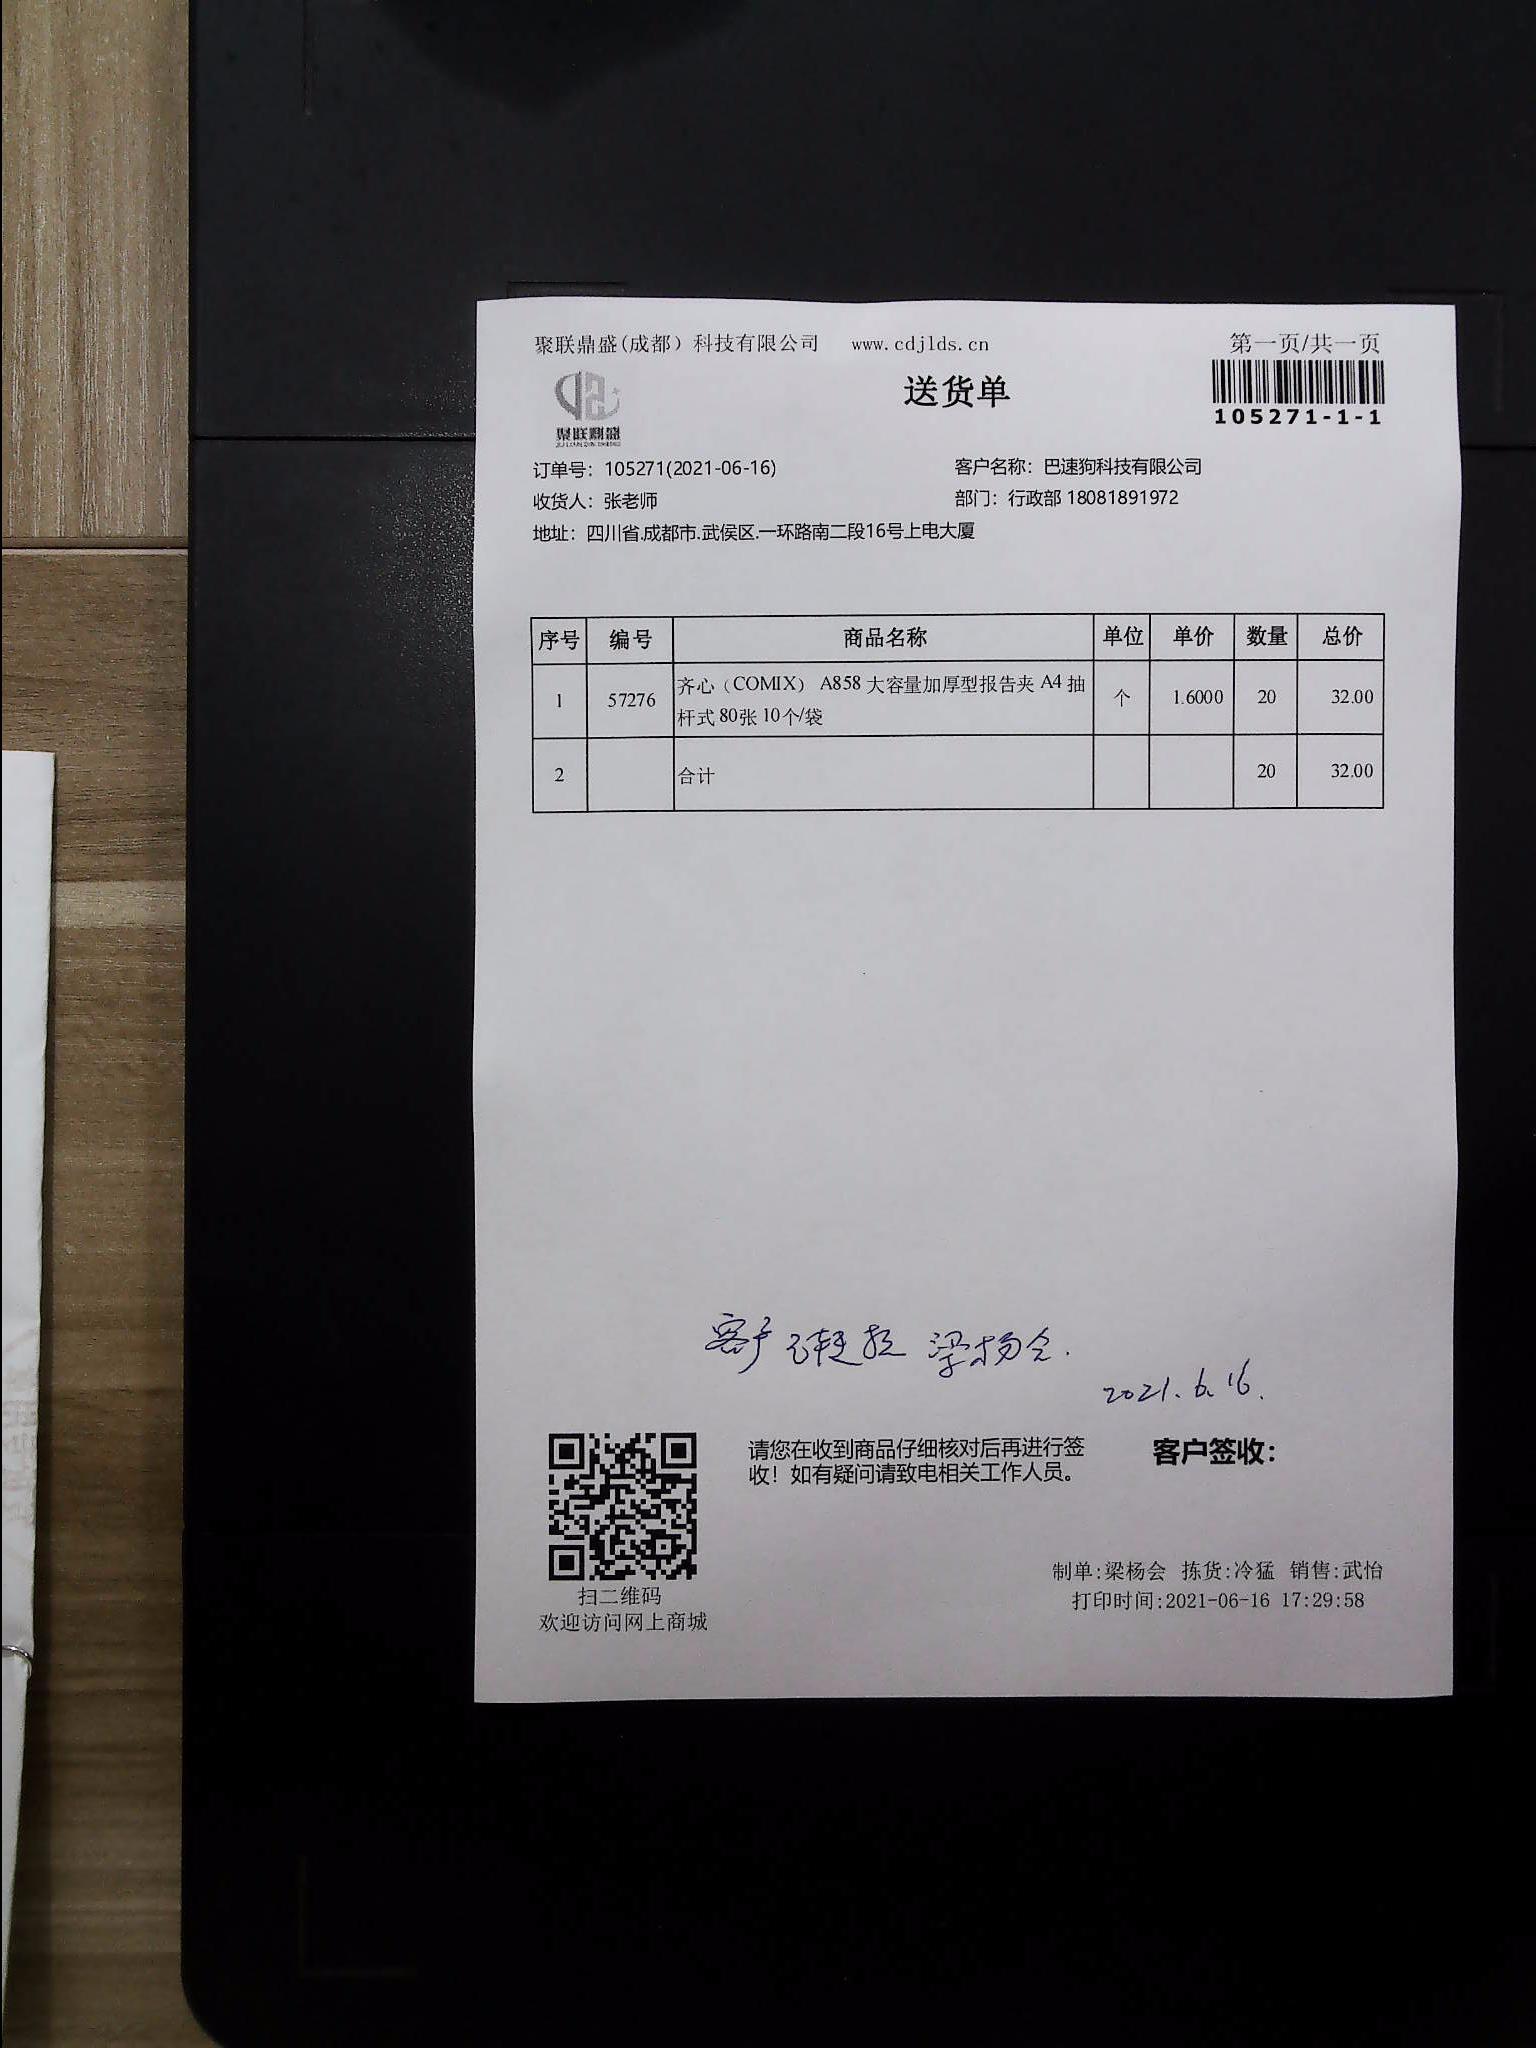 聚联鼎盛(成都）科技有限公司 www.cdjlds.cn 第一页/共一页
聚联鼎盛
送货单
105271-1-1
订单号：105271(2021-06-16) 客户名称：巴速狗科技有限公司
收货人：张老师 部门：行政部 18081891972
地址：四川省.成都市.武侯区.一环路南二段16号上电大厦
序号 编号 商品名称 单位 单价 数量 总价
1 57276 齐心（COMIX） A858 大容量加厚型报告夹 A4 抽 个 1.6000 20 32.00
杆式 80张 10个/袋
2 合计 20 32.00
客户 梁杨会.
2021.6.16.
请您在收到商品仔细核对后再进行签 客户签收：
收！如有疑问请致电相关工作人员。
扫二维码
欢迎访问网上商城
制单:梁杨会 拣货:冷猛 销售:武怡
打印时间:2021-06-16 17:29:58